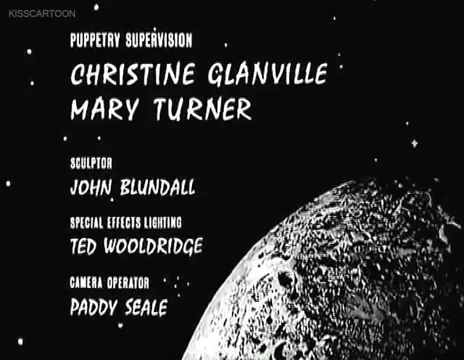 KISSCARTOON
PUPPETRY SUPERVISION
CHRISTINE GLANVILLE
MARY TURNER
SCULPTOR
JOHN BLUNDALL
SPECIAL EFFECTS LIGHTING
TED WOOLDRIDGE
CAMERA OPERATOR
PADDY SEALE